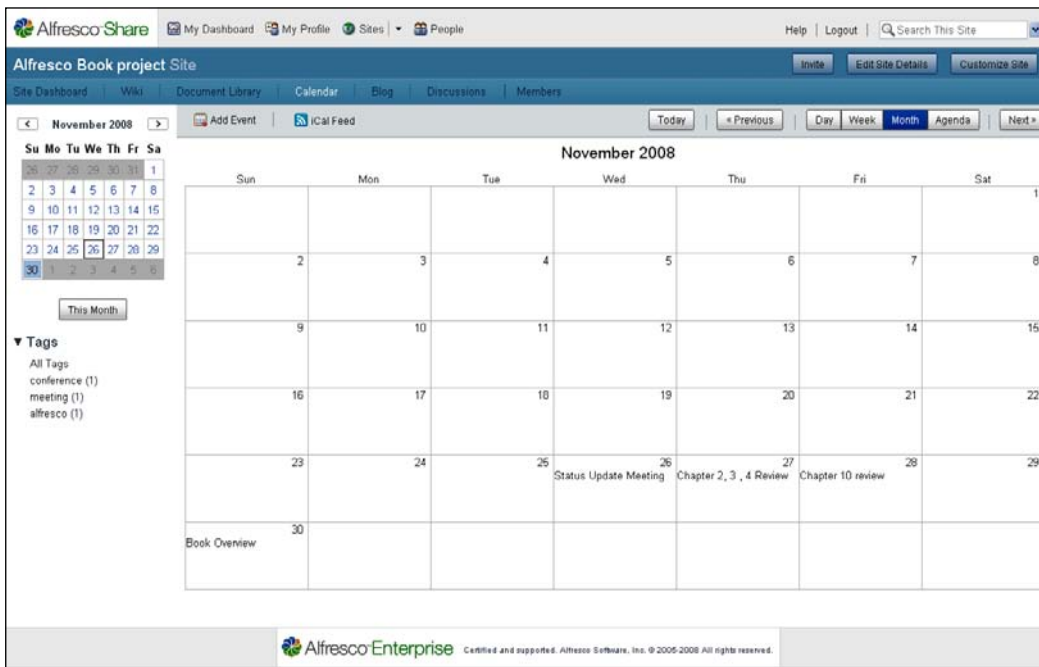 Alfresco Share My Dashboard My Profile Sites People Help | Logout | Search This Site
Alfresco Book project Site Invite Edit Site Details Customize Site
Site Dashboard Wiki Document Library Calendar Blog Discussions Members
< November 2008 > Add Event iCal Feed Today « Previous Day Week Month Agenda Next »
Su Mo Tu We Th Fr Sa
26 27 28 29 30 31 1
2 3 4 5 6 7 8
9 10 11 12 13 14 15
16 17 18 19 20 21 22
23 24 25 26 27 28 29
30 1 2 3 4 5 6
This Month
▼ Tags
All Tags
conference (1)
meeting (1)
alfresco (1)
November 2008
Sun Mon Tue Wed Thu Fri Sat
1
2 3 4 5 6 7 8
9 10 11 12 13 14 15
16 17 18 19 20 21 22
23 24 25 26 27 28 29
Status Update Meeting Chapter 2, 3 , 4 Review Chapter 10 review
30
Book Overview
Alfresco Enterprise Certified and supported. Alfresco Software, Inc. © 2005-2008 All rights reserved.